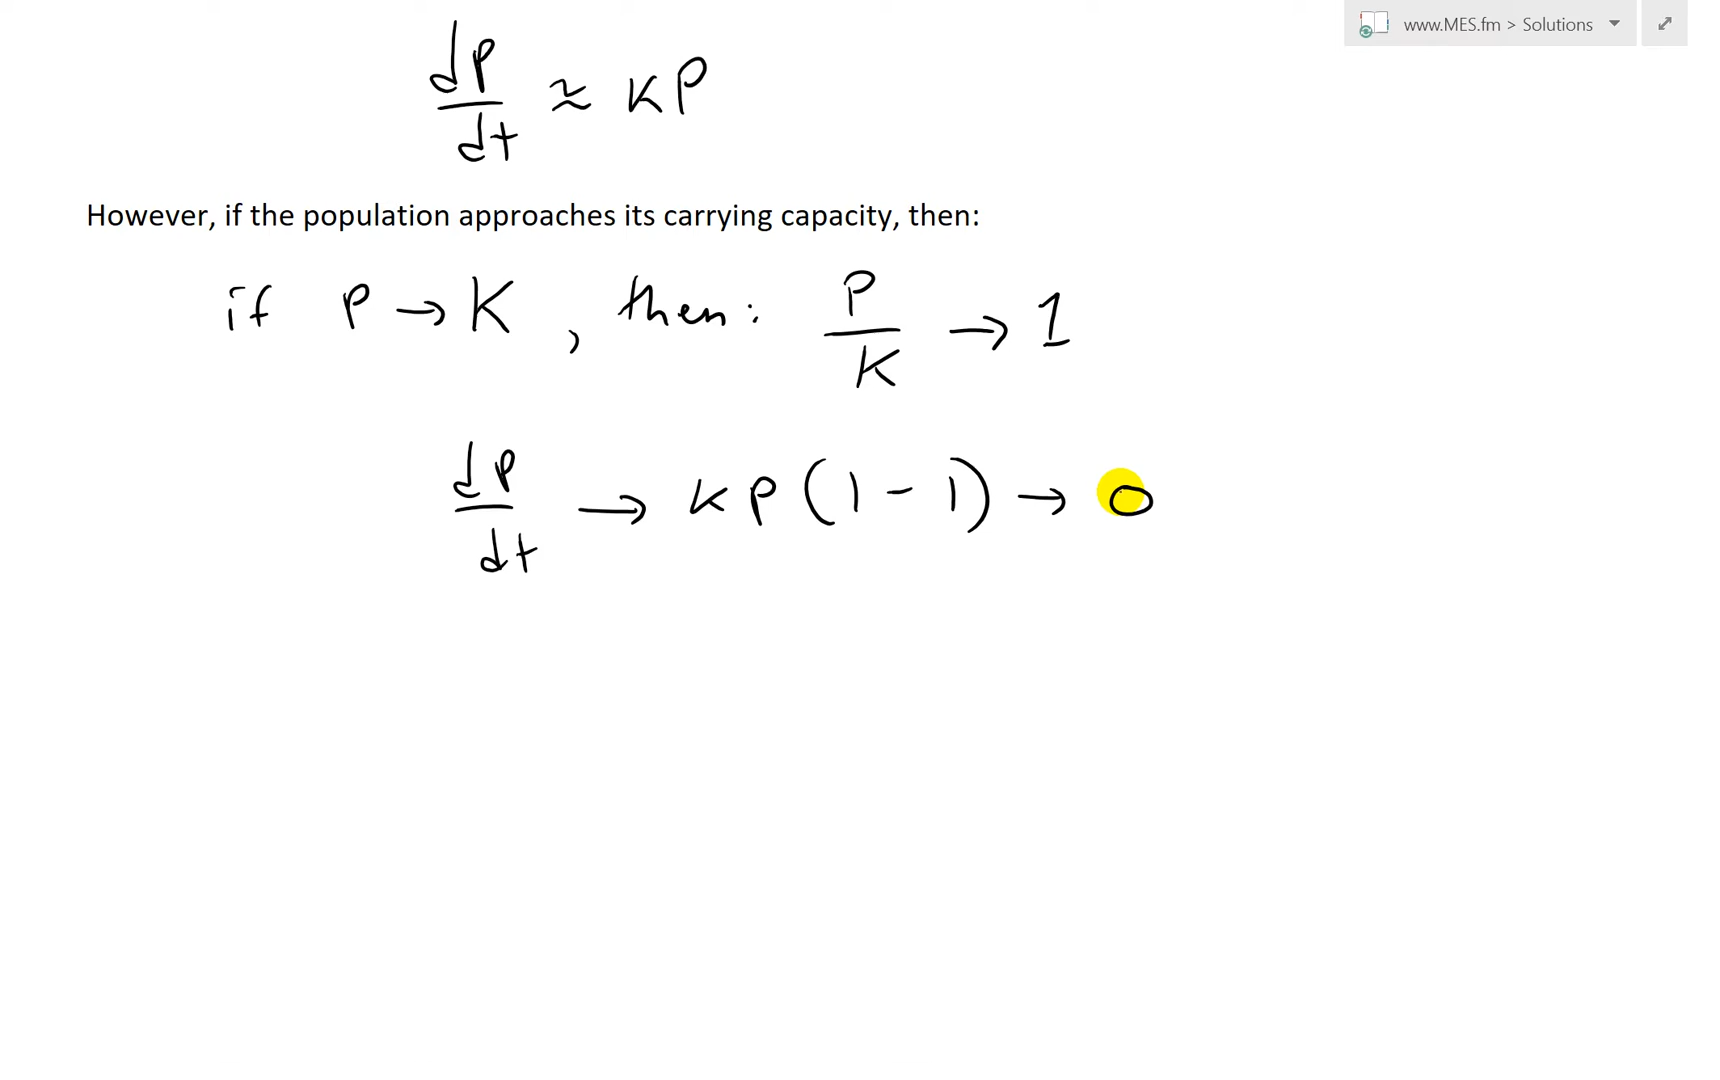 www.MES.fm > Solutions
dP/dt ≈ kP
However, if the population approaches its carrying capacity, then:
if P → K , then: P/K → 1
dP/dt → kP(1 - 1) → 0